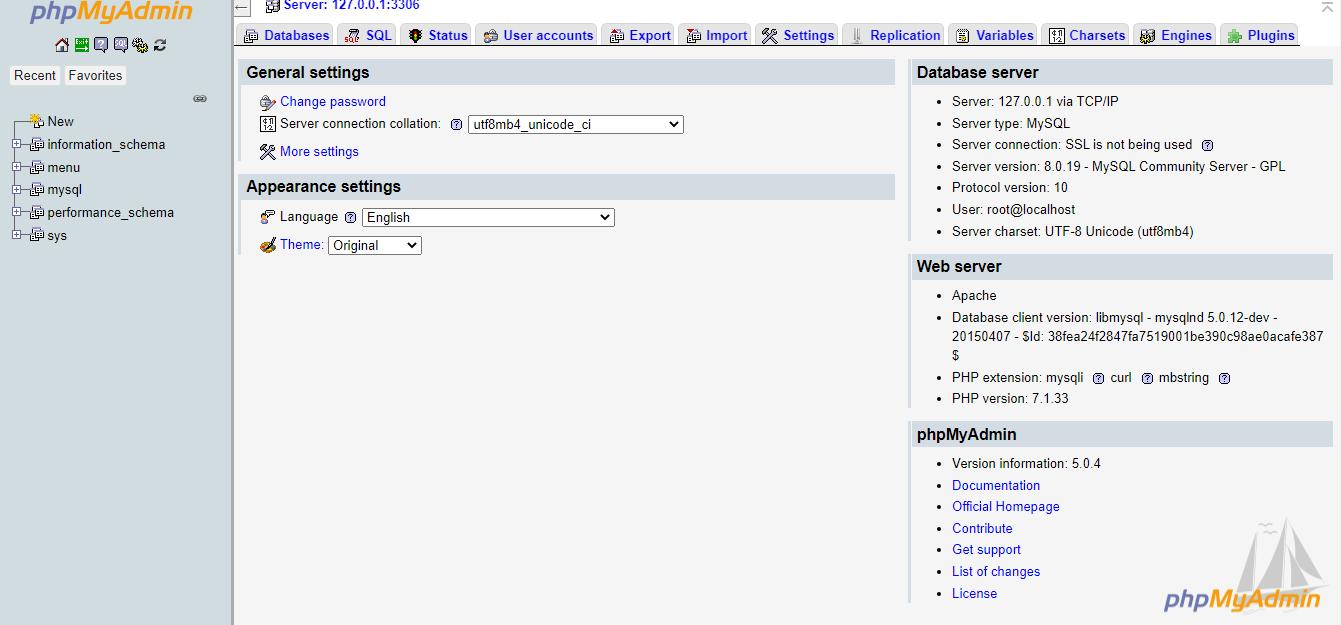 phpMyAdmin
Recent Favorites
New
information_schema
menu
mysql
performance_schema
sys
Server: 127.0.0.1:3306
Databases SQL Status User accounts Export Import Settings Replication Variables Charsets Engines Plugins
General settings
Change password
Server connection collation: utf8mb4_unicode_ci
More settings
Appearance settings
Language English
Theme: Original
Database server
Server: 127.0.0.1 via TCP/IP
Server type: MySQL
Server connection: SSL is not being used
Server version: 8.0.19 - MySQL Community Server - GPL
Protocol version: 10
User: root@localhost
Server charset: UTF-8 Unicode (utf8mb4)
Web server
Apache
Database client version: libmysql - mysqlnd 5.0.12-dev -
20150407 - $Id: 38fea24f2847fa7519001be390c98ae0acafe387
$
PHP extension: mysqli curl mbstring
PHP version: 7.1.33
phpMyAdmin
Version information: 5.0.4
Documentation
Official Homepage
Contribute
Get support
List of changes
License
phpMyAdmin